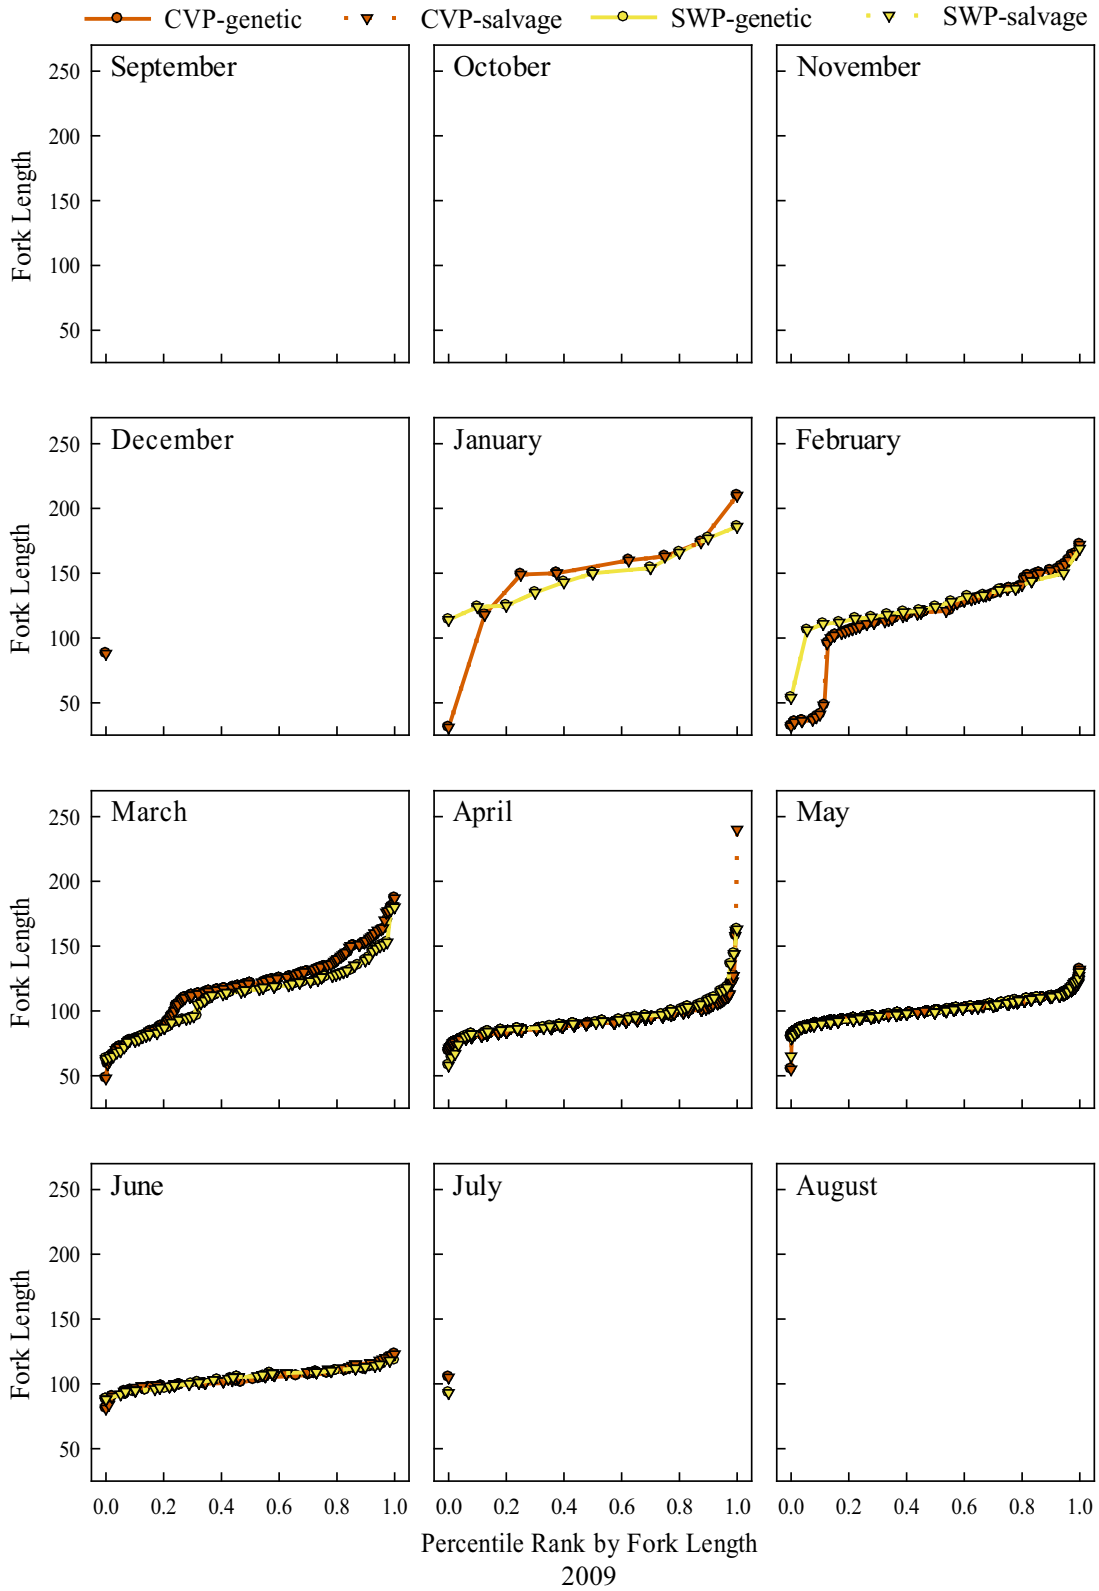 CVP-genetic CVP-salvage SWP-genetic SWP-salvage
September October November
250
200
150
100
50
Fork Length
December January February
250
200
150
100
50
Fork Length
March April May
250
200
150
100
50
Fork Length
June July August
250
200
150
100
50
Fork Length
0.0 0.2 0.4 0.6 0.8 1.0 0.0 0.2 0.4 0.6 0.8 1.0 0.0 0.2 0.4 0.6 0.8 1.0
Percentile Rank by Fork Length
2009